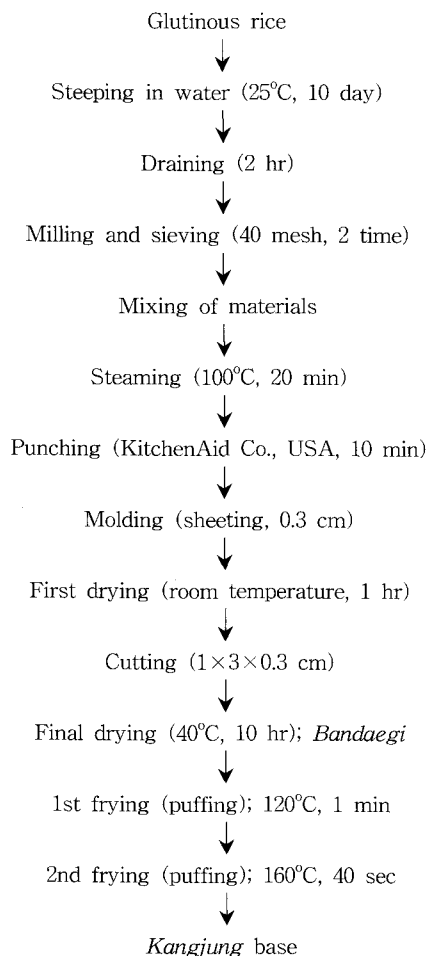 Glutinous rice
Steeping in water (25°C, 10 day)
Draining (2 hr)
Milling and sieving (40 mesh, 2 time)
Mixing of materials
Steaming (100°C, 20 min)
Punching (KitchenAid Co., USA, 10 min)
Molding (sheeting, 0.3 cm)
First drying (room temperature, 1 hr)
Cutting (1×3×0.3 cm)
Final drying (40°C, 10 hr); Bandaegi
1st frying (puffing); 120°C, 1 min
2nd frying (puffing); 160°C, 40 sec
Kangjung base